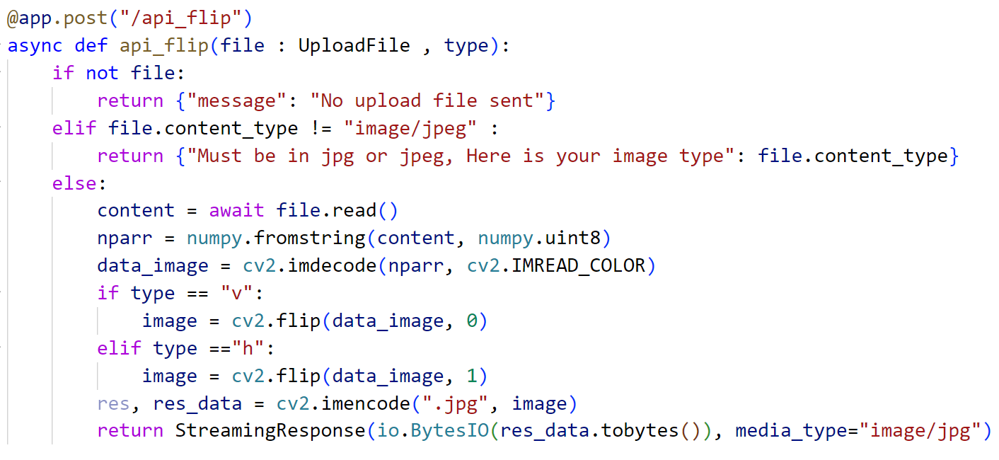 @app.post("/api_flip")
async def api_flip(file : UploadFile , type):
    if not file:
        return {"message": "No upload file sent"}
    elif file.content_type != "image/jpeg" :
        return {"Must be in jpg or jpeg, Here is your image type": file.content_type}
    else:
        content = await file.read()
        nparr = numpy.fromstring(content, numpy.uint8)
        data_image = cv2.imdecode(nparr, cv2.IMREAD_COLOR)
        if type == "v":
            image = cv2.flip(data_image, 0)
        elif type =="h":
            image = cv2.flip(data_image, 1)
        res, res_data = cv2.imencode(".jpg", image)
        return StreamingResponse(io.BytesIO(res_data.tobytes()), media_type="image/jpg")